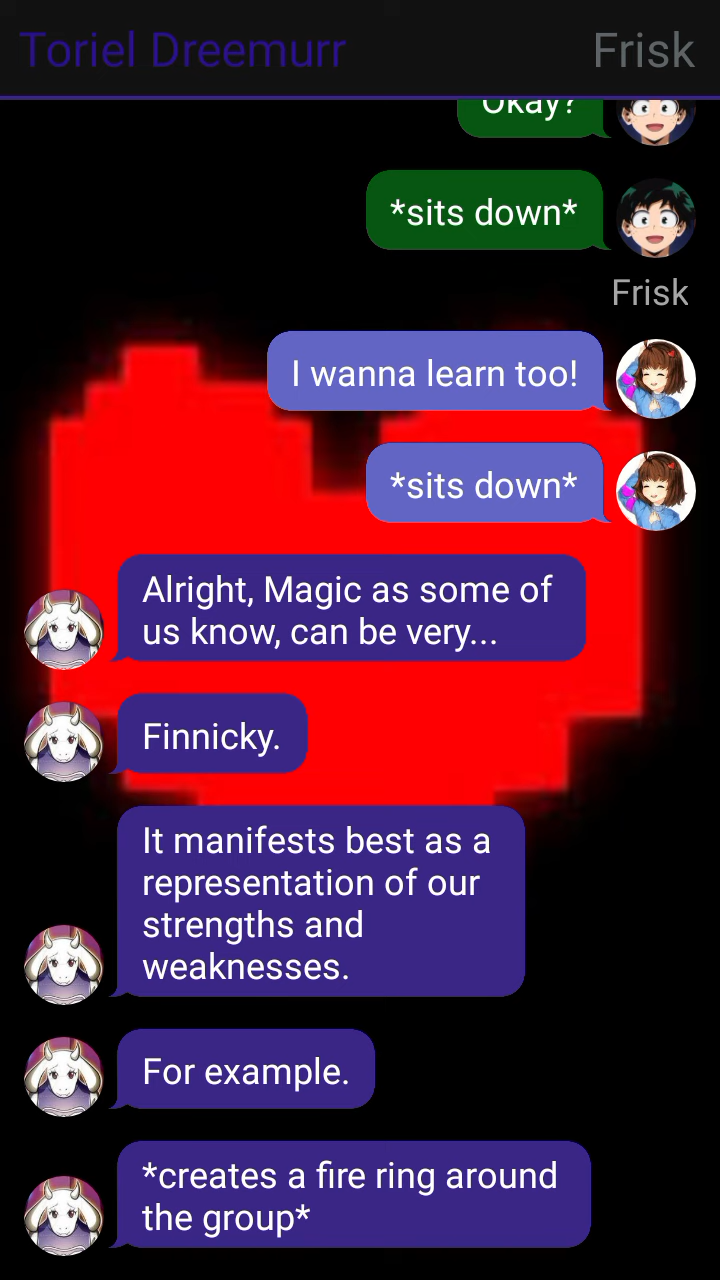 Toriel Dreemurr
Frisk
Okay?
*sits down*
Frisk
I wanna learn too!
*sits down*
Alright, Magic as some of
us know, can be very...
Finnicky.
It manifests best as a
representation of our
strengths and
weaknesses.
For example.
*creates a fire ring around
the group*